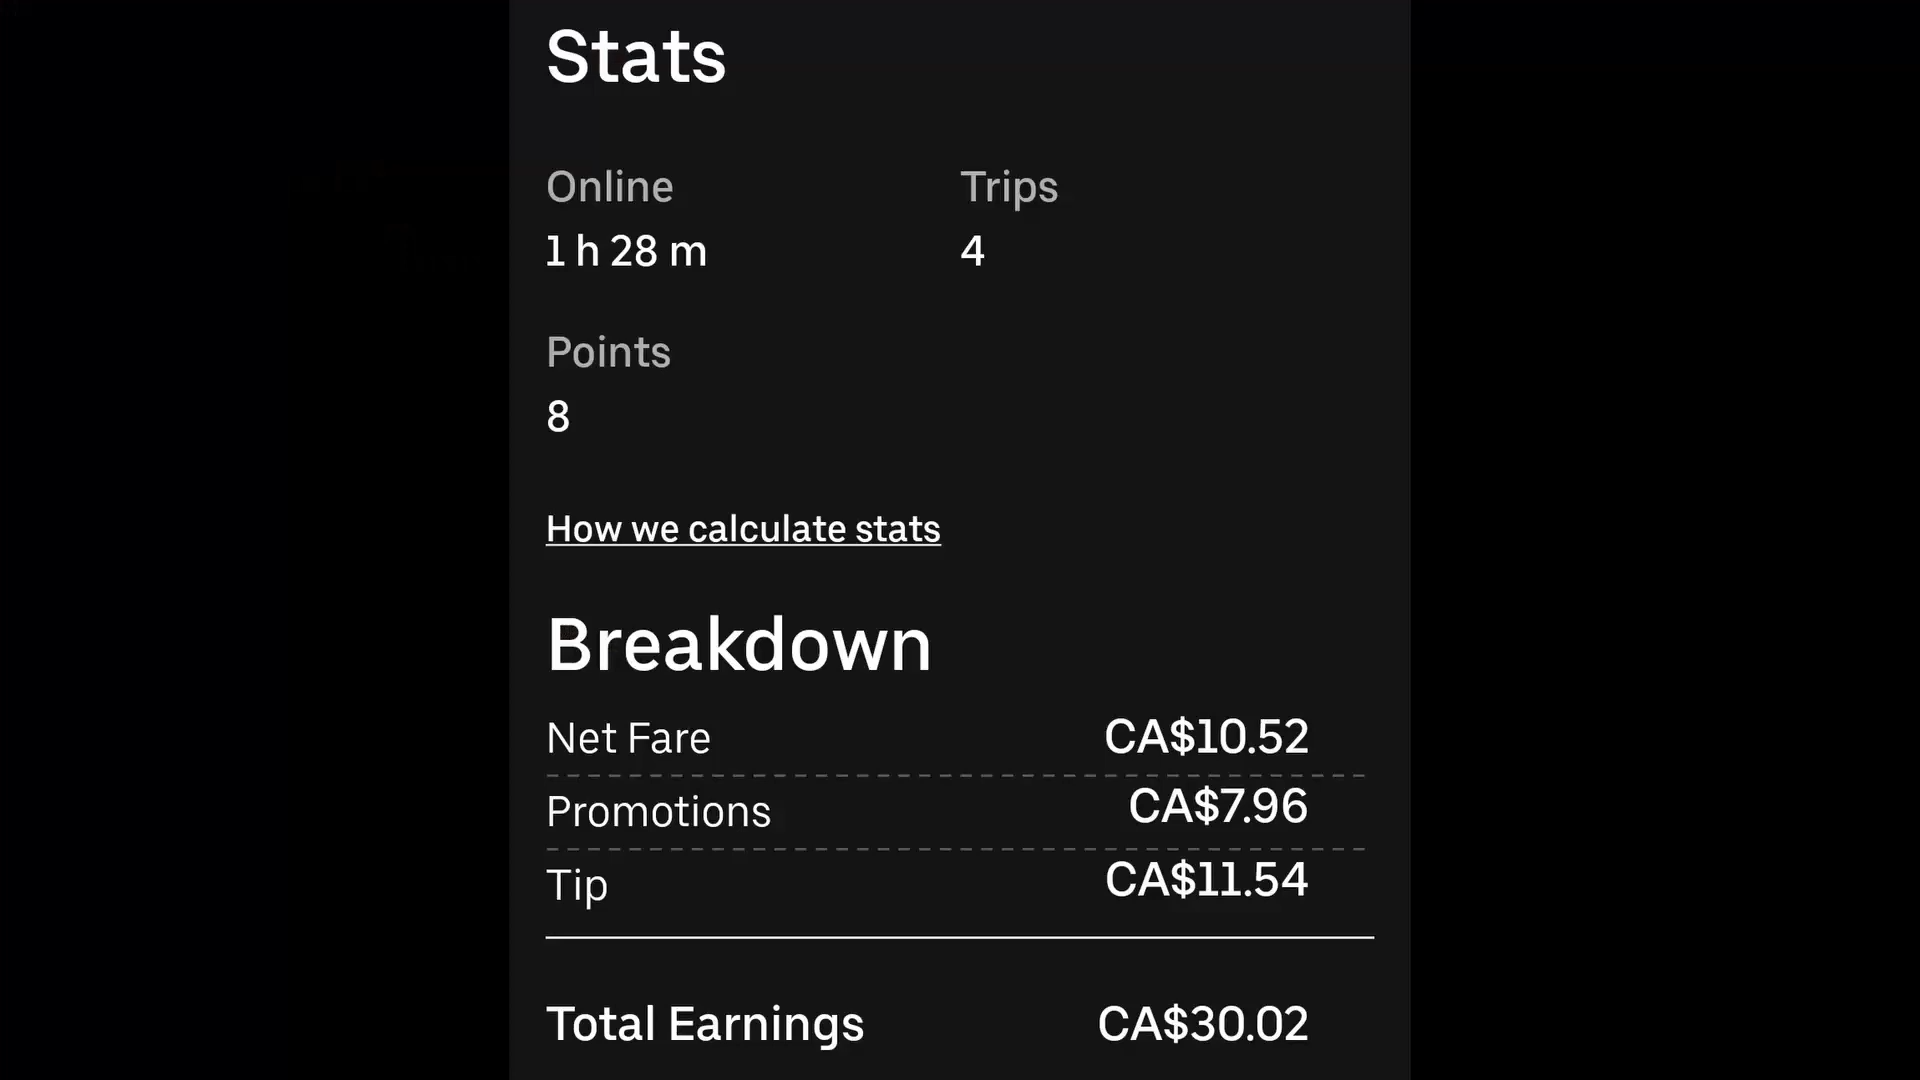 Stats
Online Trips
1 h 28 m 4
Points
8
How we calculate stats
Breakdown
Net Fare CA$10.52
Promotions CA$7.96
Tip CA$11.54
Total Earnings CA$30.02